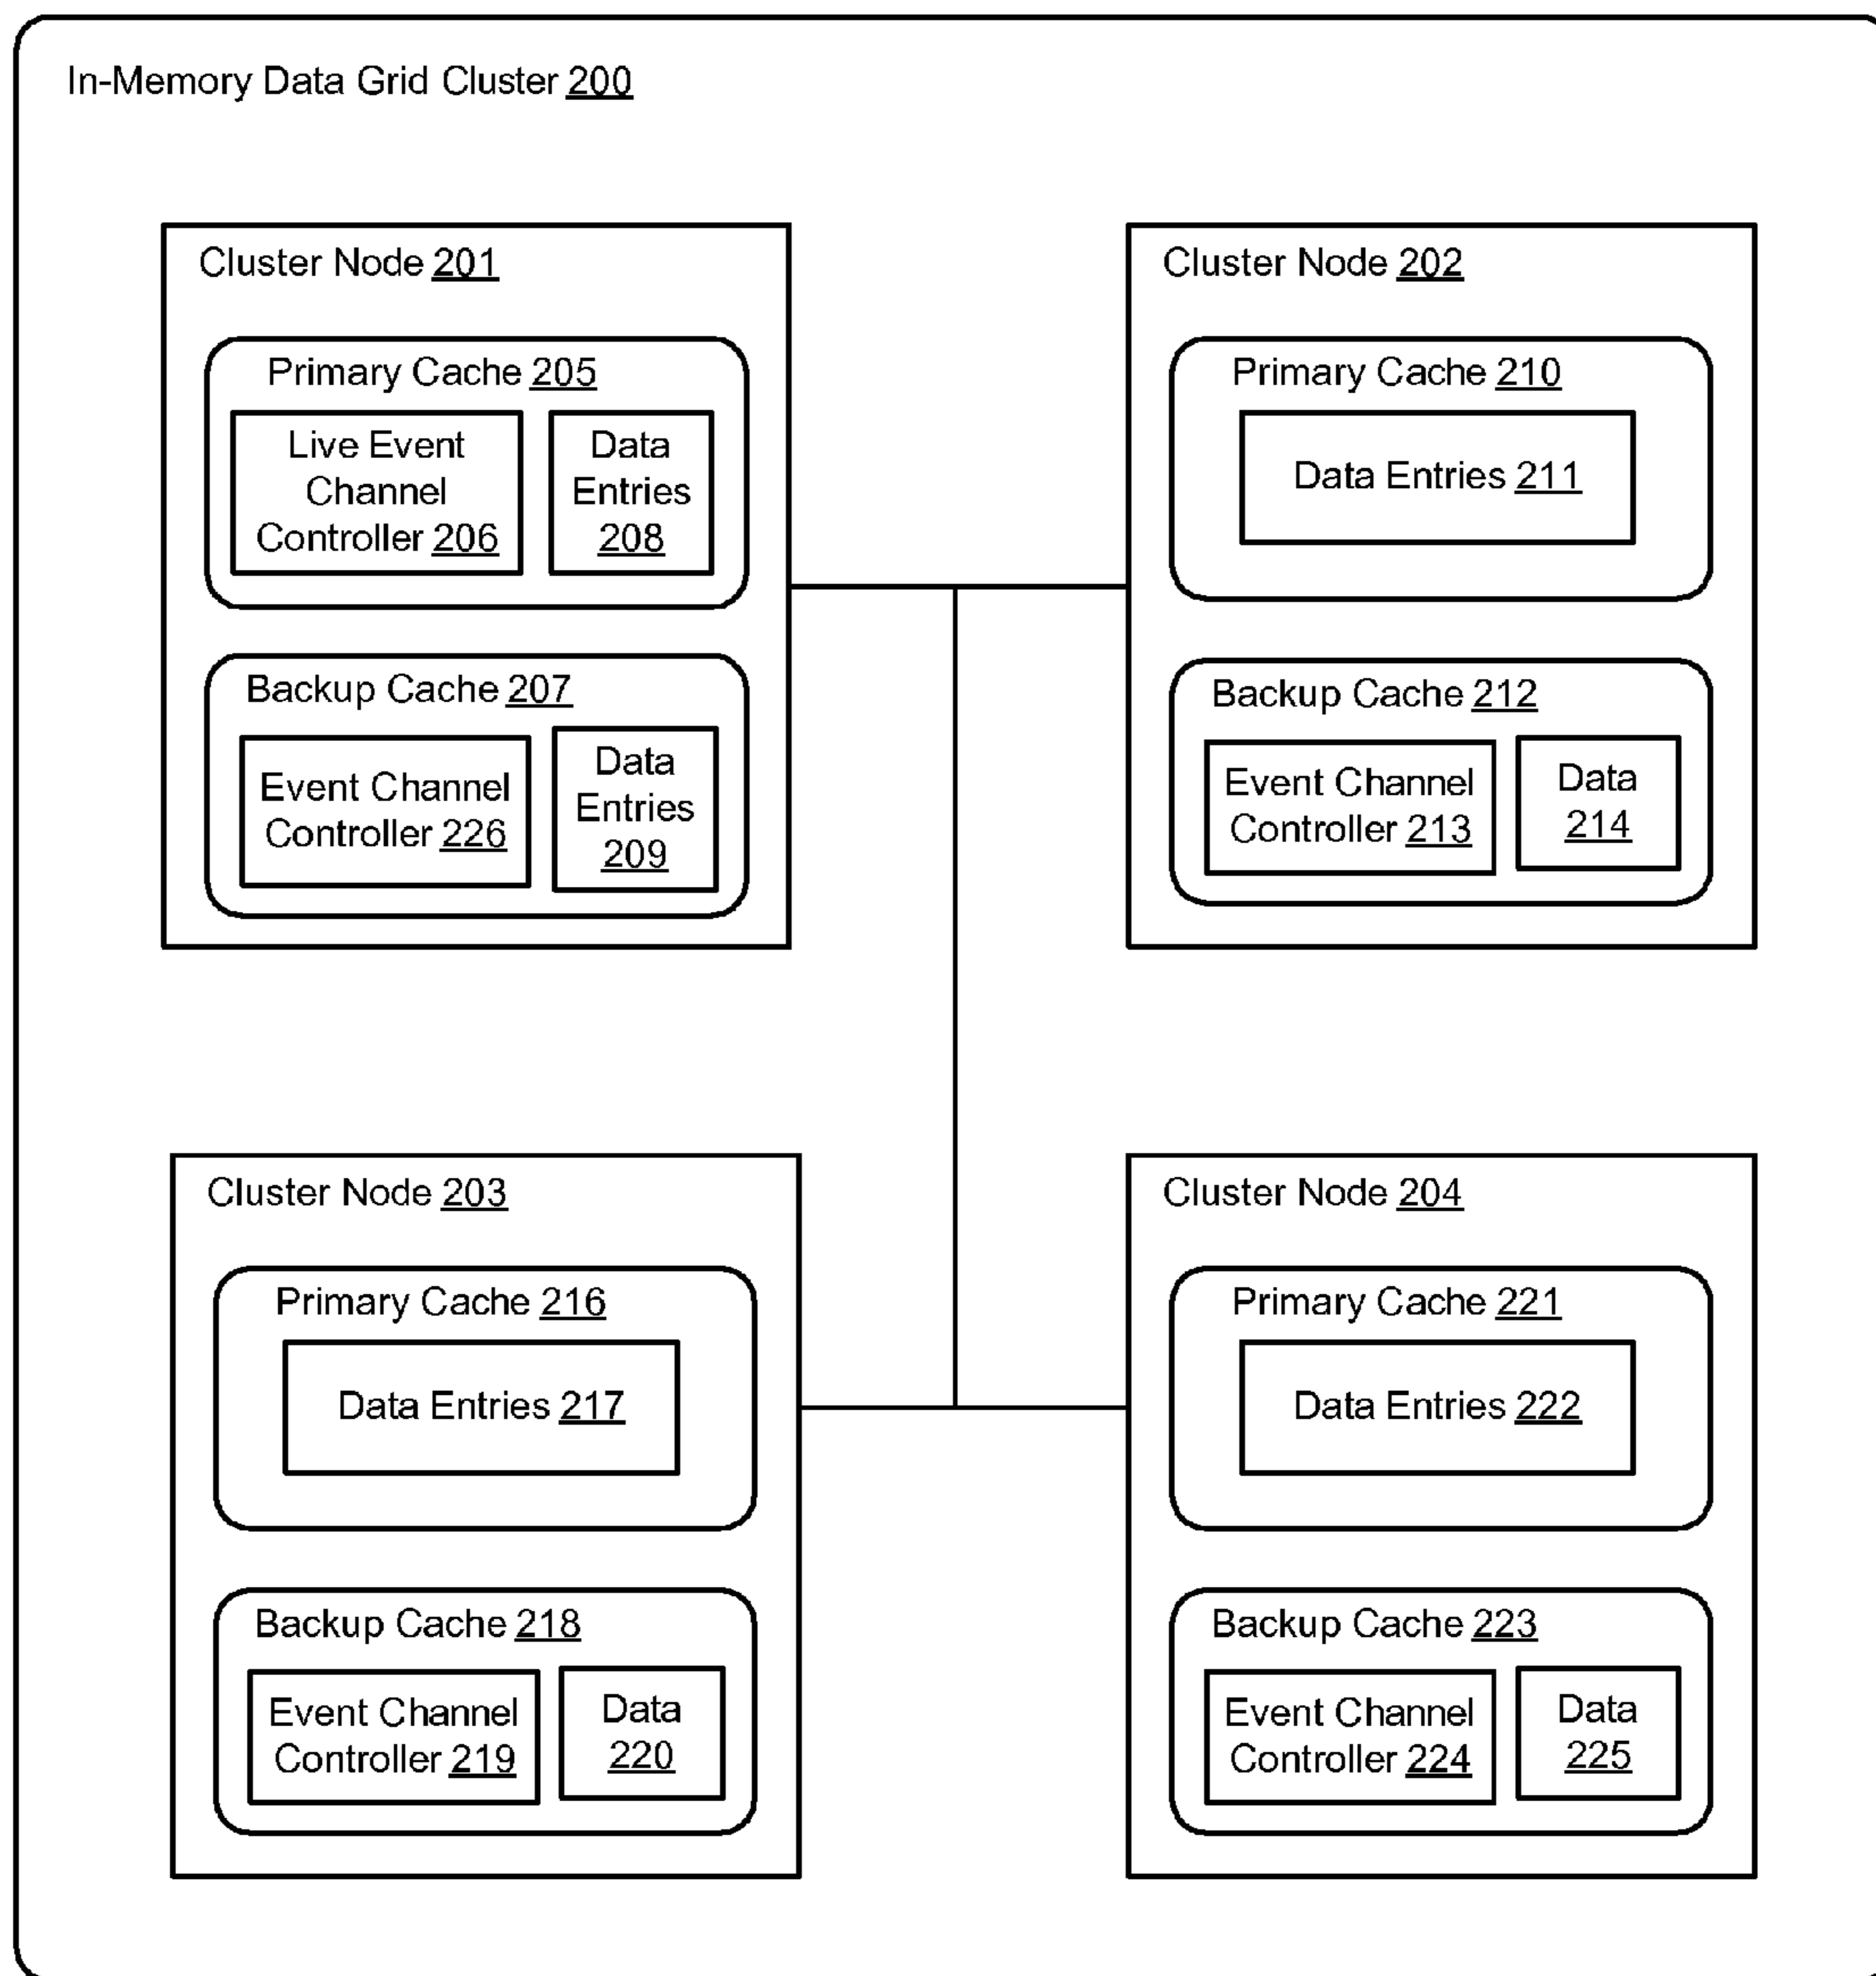 In-Memory Data Grid Cluster 200
Cluster Node 201
Primary Cache 205
Live Event
Channel
Controller 206
Data
Entries
208
Backup Cache 207
Event Channel
Controller 226
Data
Entries
209
Cluster Node 202
Primary Cache 210
Data Entries 211
Backup Cache 212
Event Channel
Controller 213
Data
214
Cluster Node 203
Primary Cache 216
Data Entries 217
Backup Cache 218
Event Channel
Controller 219
Data
220
Cluster Node 204
Primary Cache 221
Data Entries 222
Backup Cache 223
Event Channel
Controller 224
Data
225